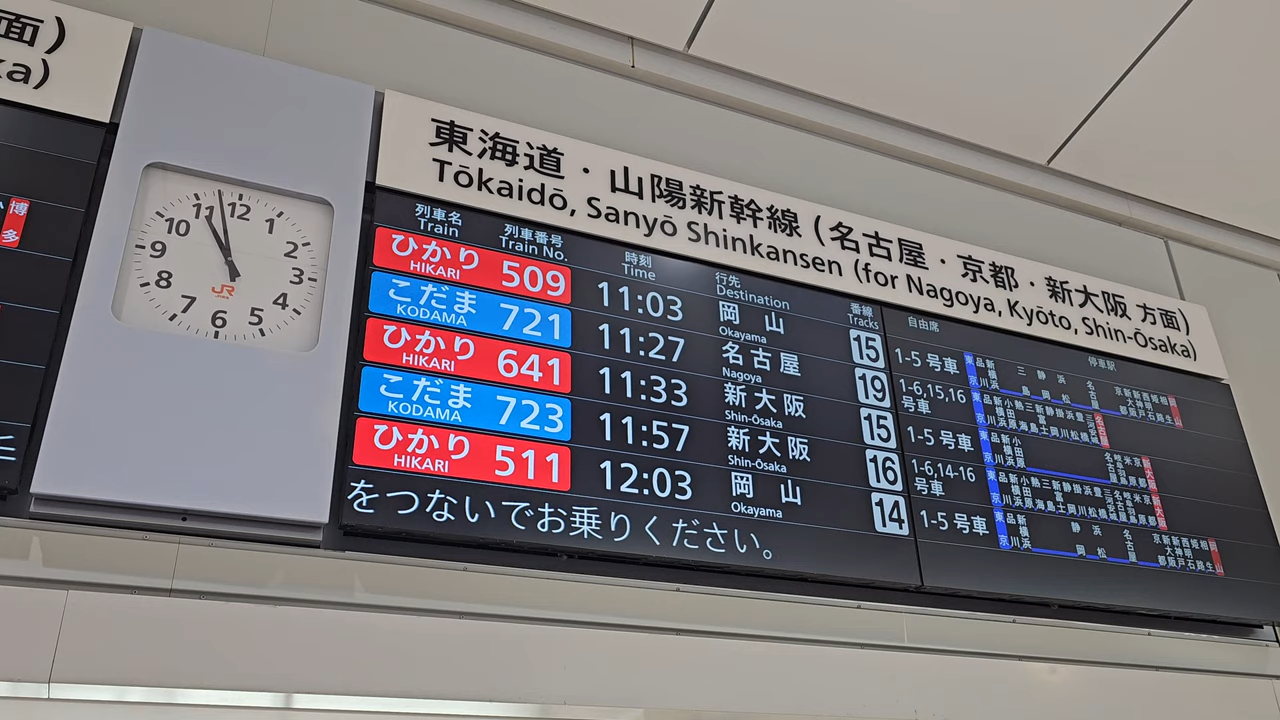 面)
ka)
博
多
12
1
2
3
4
5
6
7
8
9
10
11
JR
東海道・山陽新幹線 (名古屋・京都・新大阪 方面)
Tōkaidō, Sanyō Shinkansen (for Nagoya, Kyōto, Shin-Ōsaka)
列車名 列車番号 時刻 行先 番線 自由席 停車駅
Train Train No. Time Destination Tracks
ひかり HIKARI 509 11:03 岡山 Okayama 15 1-5 号車
こだま KODAMA 721 11:27 名古屋 Nagoya 19 1-6,15,16 号車
ひかり HIKARI 641 11:33 新大阪 Shin-Ōsaka 15 1-5 号車
こだま KODAMA 723 11:57 新大阪 Shin-Ōsaka 16 1-6,14-16 号車
ひかり HIKARI 511 12:03 岡山 Okayama 14 1-5 号車
をつないでお乗りください。